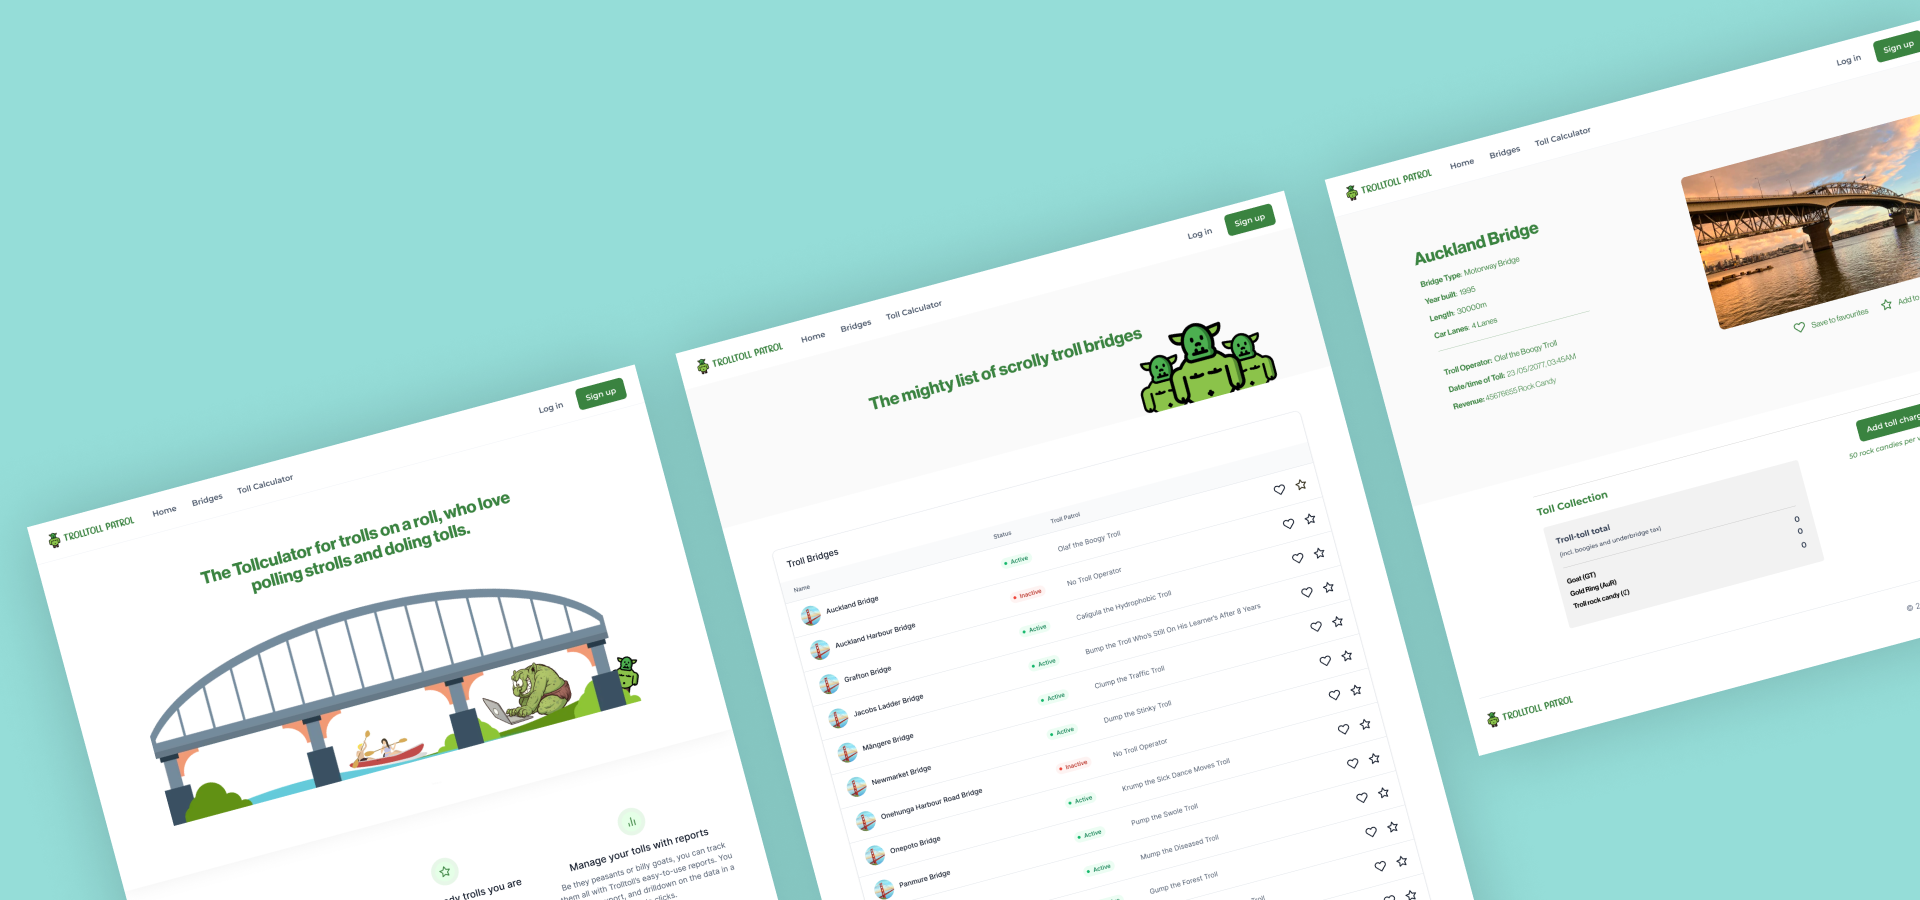 TROLLTOLL PATROL
Home
Bridges
Toll Calculator
Log in
Sign up
The Tollculator for trolls on a roll, who love
polling strolls and doling tolls.
dy trolls you are
Manage your tolls with reports
Be they peasants or billy goats, you can track
them all with Trolltoll's easy-to-use reports. You
port, and drilldown on the data in a
clicks.
TROLLTOLL PATROL
Home
Bridges
Toll Calculator
Log in
Sign up
The mighty list of scrolly troll bridges
Troll Bridges
Name
Status
Troll Patrol
Auckland Bridge
Active
Olaf the Boogy Troll
Auckland Harbour Bridge
Inactive
No Troll Operator
Grafton Bridge
Active
Caligula the Hydrophobic Troll
Jacobs Ladder Bridge
Active
Bump the Troll Who's Still On His Learner's After 8 Years
Māngere Bridge
Active
Clump the Traffic Troll
Newmarket Bridge
Active
Dump the Stinky Troll
Onehunga Harbour Road Bridge
Inactive
No Troll Operator
Onepoto Bridge
Active
Krump the Sick Dance Moves Troll
Panmure Bridge
Active
Pump the Swole Troll
Active
Mump the Diseased Troll
Gump the Forest Troll
Troll
TROLLTOLL PATROL
Home
Bridges
Toll Calculator
Log in
Sign up
Auckland Bridge
Bridge Type: Motorway Bridge
Year built: 1995
Length: 30000m
Car Lanes: 4 Lanes
Troll Operator: Olaf the Boogy Troll
Date/time of Toll: 23/05/2077, 03:45AM
Revenue: 45676655 Rock Candy
Save to favourites
Add to
Add toll charg
50 rock candies per v
Toll Collection
Troll-toll total
(incl. boogies and underbridge tax)
Goat (GT)
0
Gold Ring (AuR)
0
Troll rock candy (₵)
0
© 2
TROLLTOLL PATROL